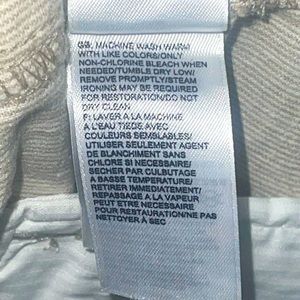 GB: MACHINE WASH WARM
WITH LIKE COLORS/ONLY
NON-CHLORINE BLEACH WHEN
NEEDED/TUMBLE DRY LOW/
REMOVE PROMPTLY/STEAM
IRONING MAY BE REQUIRED
FOR RESTORATION/DO NOT
DRY CLEAN
F: LAVER A LA MACHINE
A L'EAU TIEDE AVEC
COULEURS SEMBLABLES/
UTILISER SEULEMENT AGENT
DE BLANCHIMENT SANS
CHLORE SI NECESSAIRE/
SECHER PAR CULBUTAGE
A BASSE TEMPERATURE/
RETIRER IMMEDIATEMENT/
REPASSAGE A LA VAPEUR
PEUT ETRE NECESSAIRE
POUR RESTAURATION/NE PAS
NETTOYER A SEC